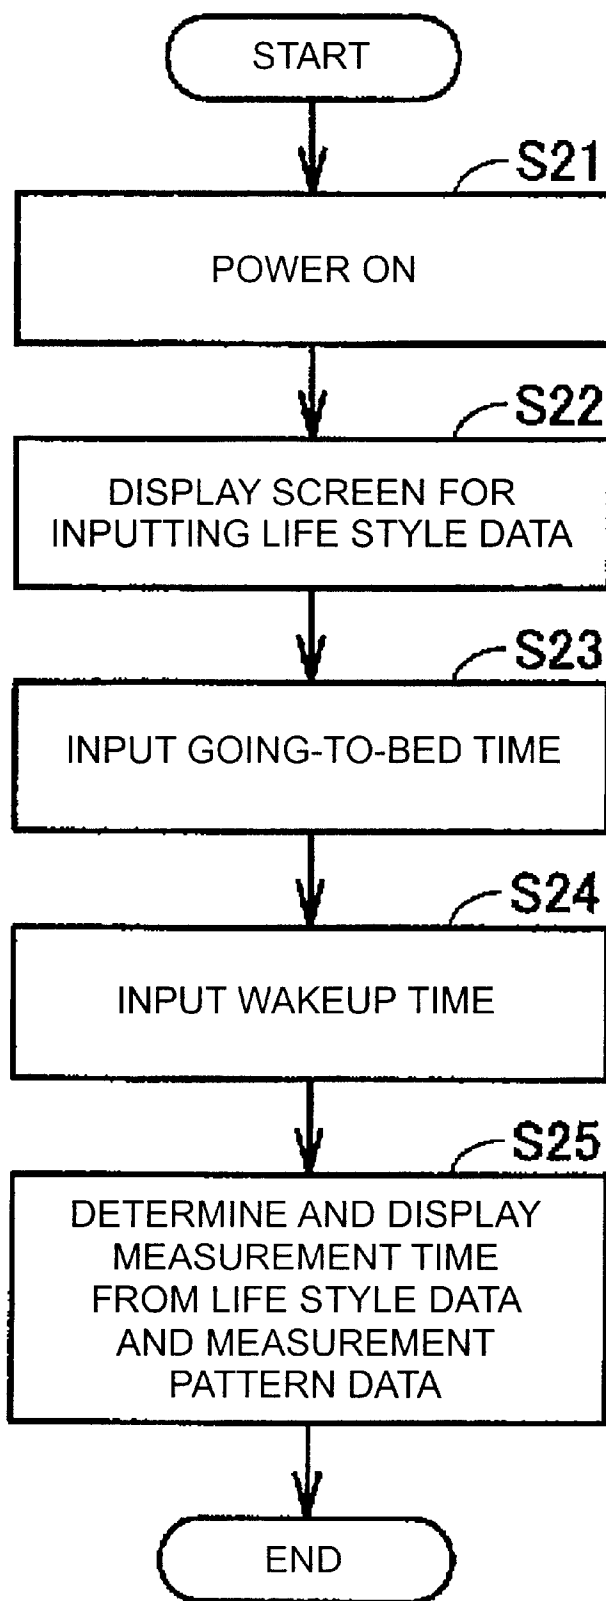 START
S21
POWER ON
S22
DISPLAY SCREEN FOR
INPUTTING LIFE STYLE DATA
S23
INPUT GOING-TO-BED TIME
S24
INPUT WAKEUP TIME
S25
DETERMINE AND DISPLAY
MEASUREMENT TIME
FROM LIFE STYLE DATA
AND MEASUREMENT
PATTERN DATA
END